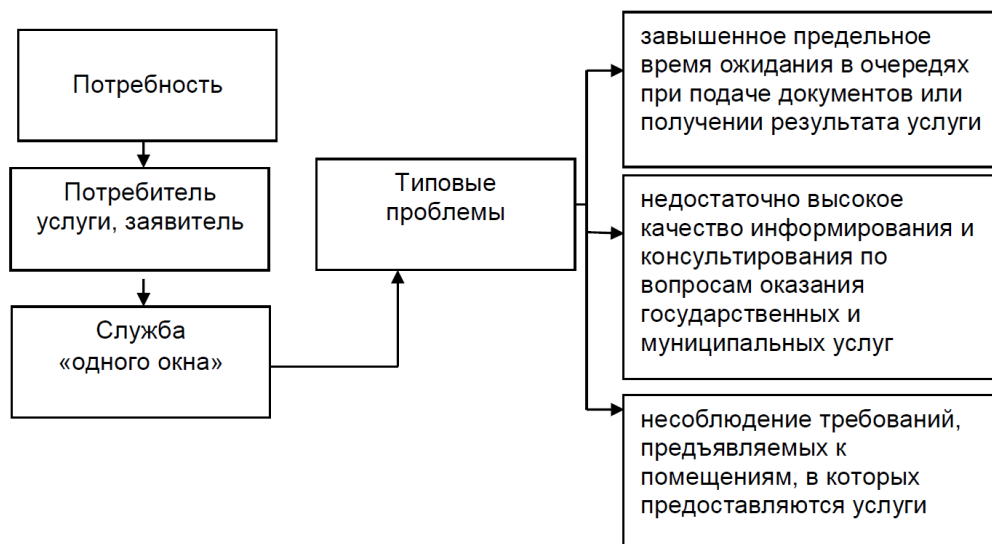 Потребность
Потребитель
услуги, заявитель
Служба
«одного окна»
Типовые
проблемы
завышенное предельное
время ожидания в очередях
при подаче документов или
получении результата услуги
недостаточно высокое
качество информирования и
консультирования по
вопросам оказания
государственных и
муниципальных услуг
несоблюдение требований,
предъявляемых к
помещениям, в которых
предоставляются услуги